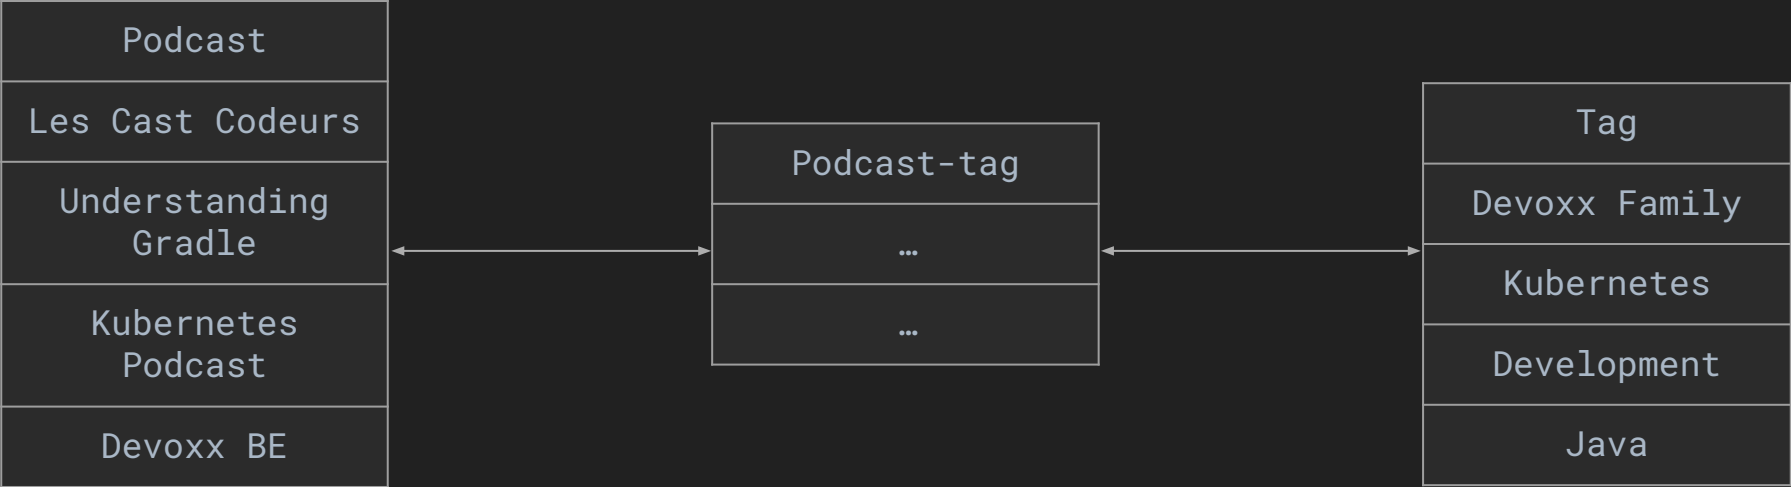 Podcast
Les Cast Codeurs
Understanding
Gradle
Kubernetes
Podcast
Devoxx BE
Podcast-tag
…
…
Tag
Devoxx Family
Kubernetes
Development
Java